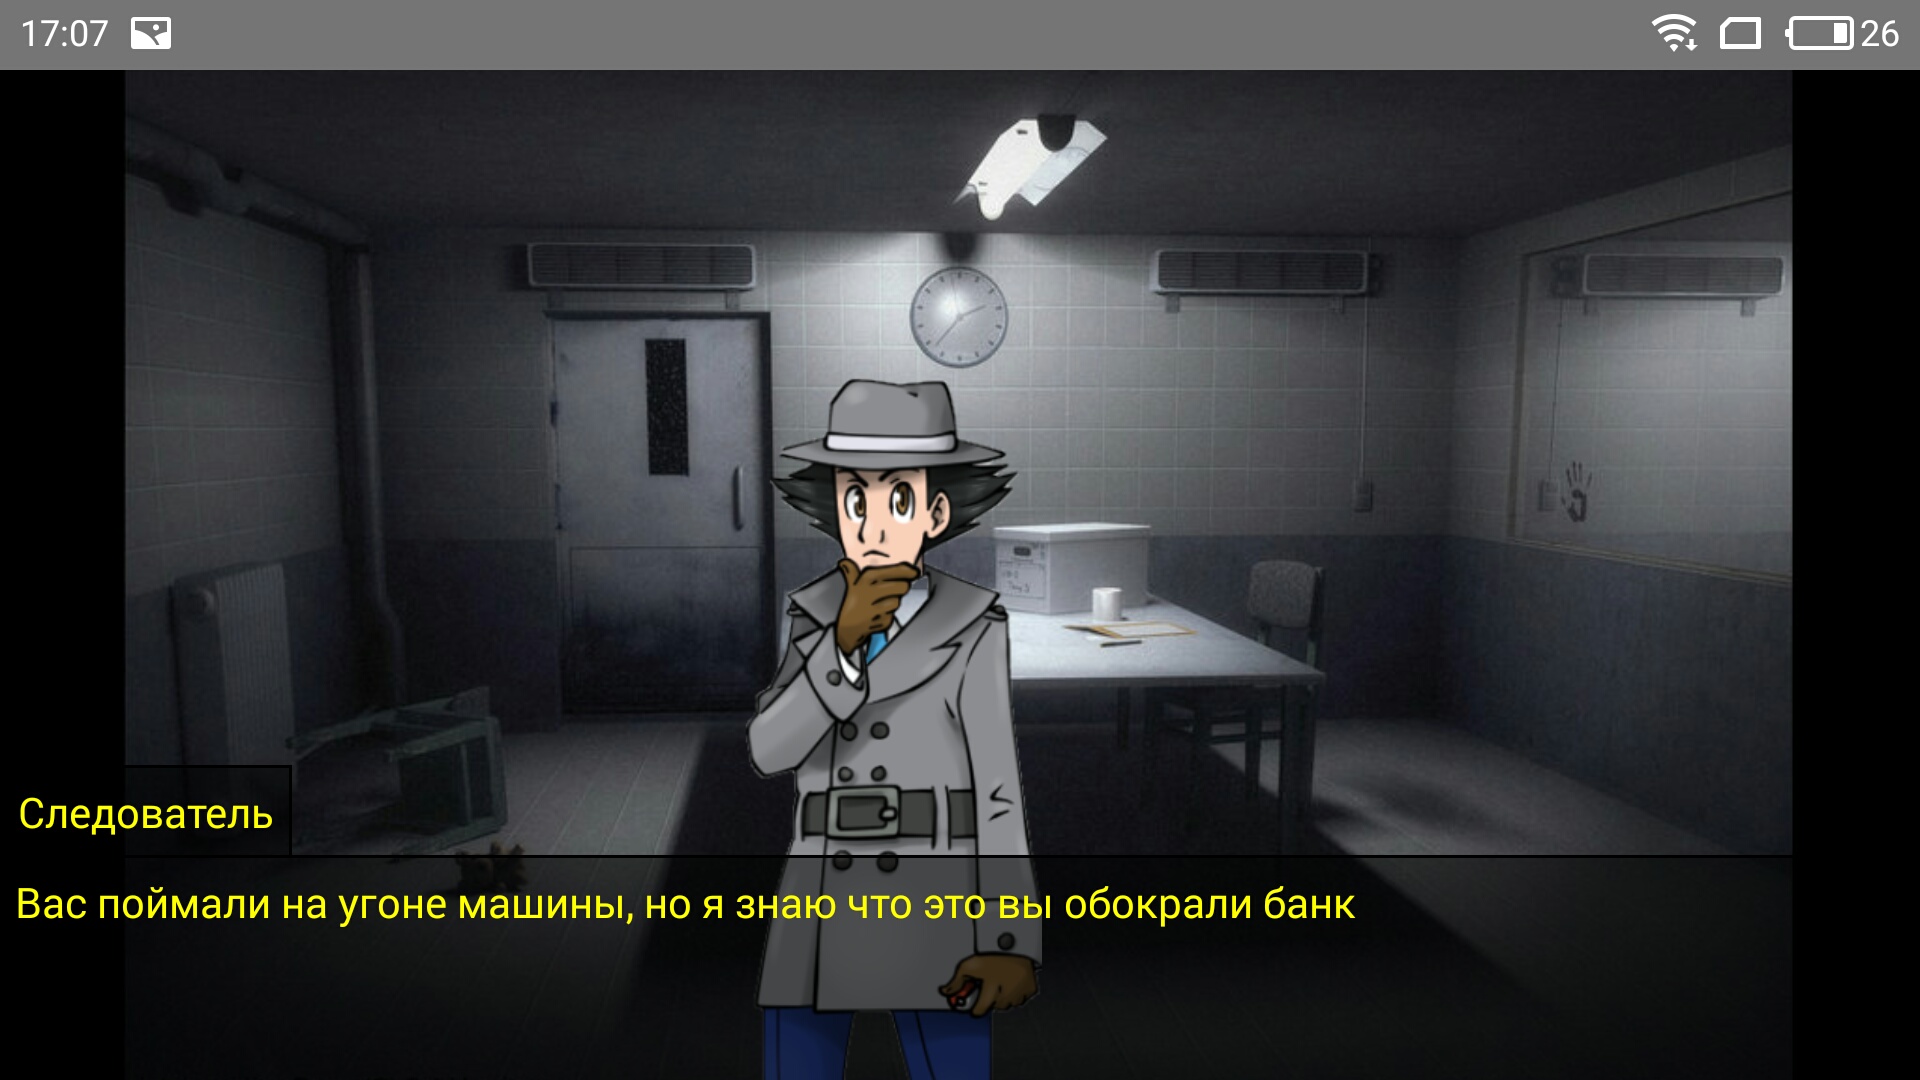 17:07
26
Следователь
Вас поймали на угоне машины, но я знаю что это вы обокрали банк